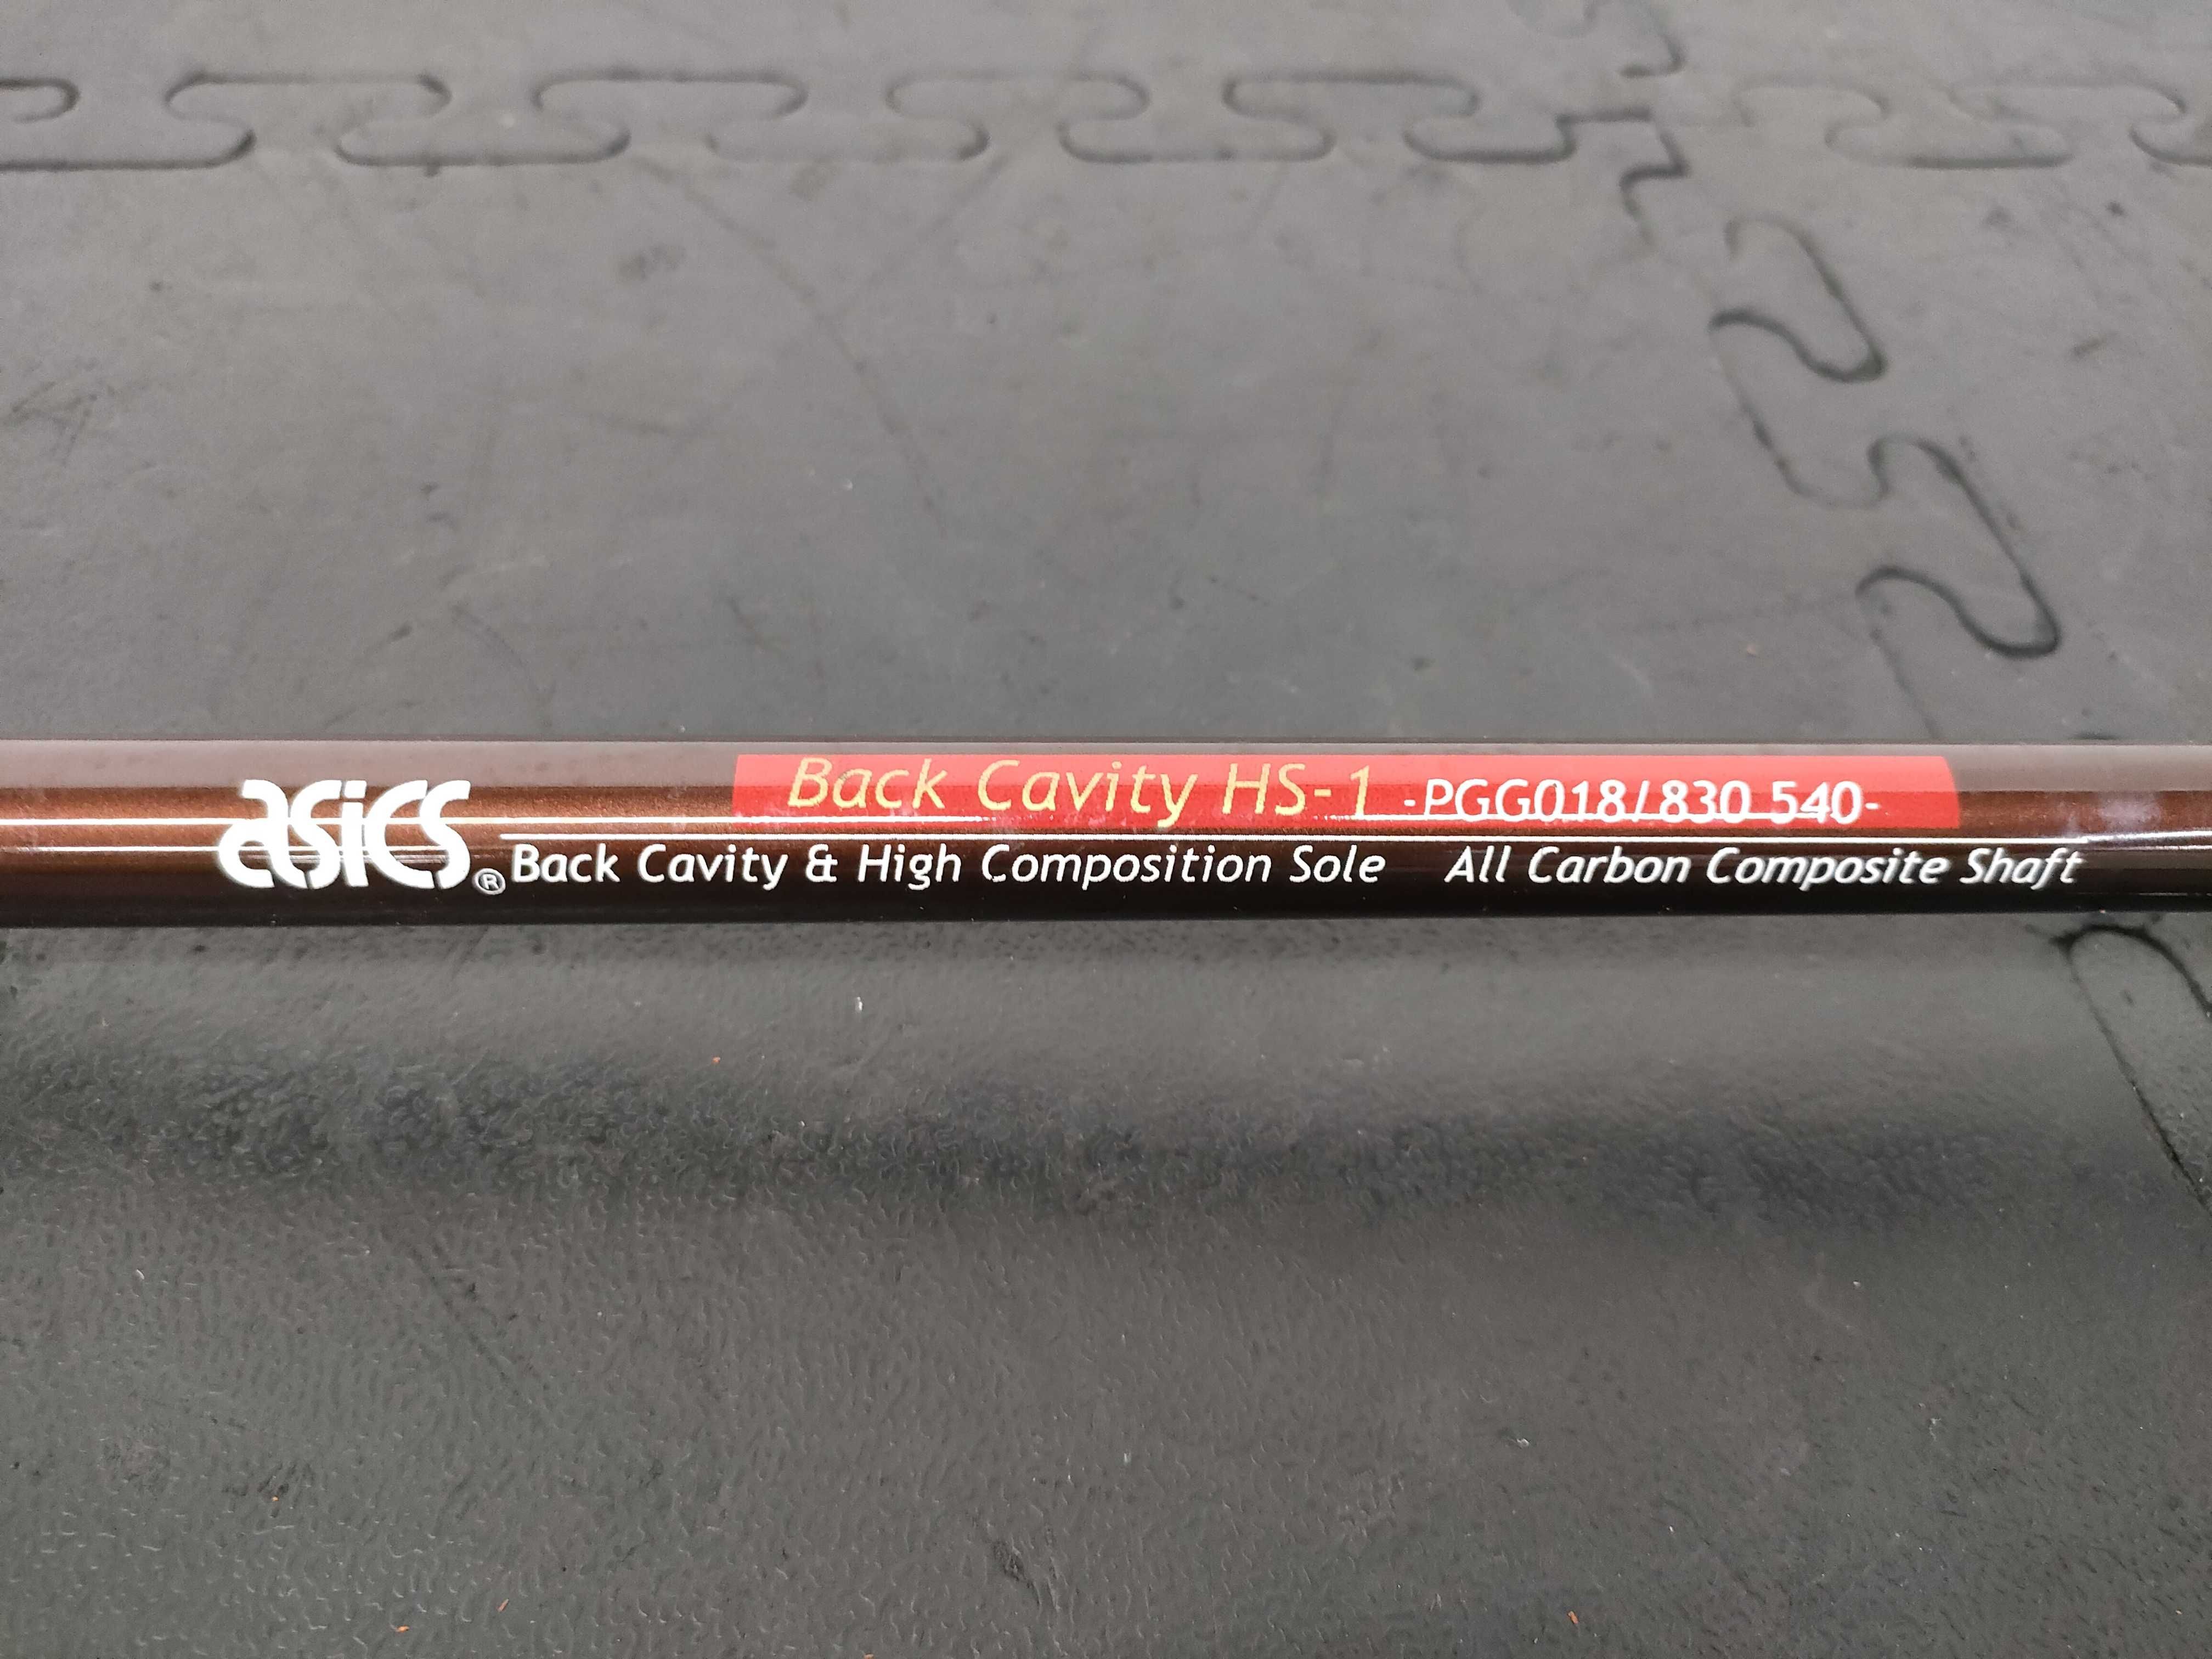 asics®
Back Cavity HS-1 -PGG018/830 540-
Back Cavity & High Composition Sole All Carbon Composite Shaft